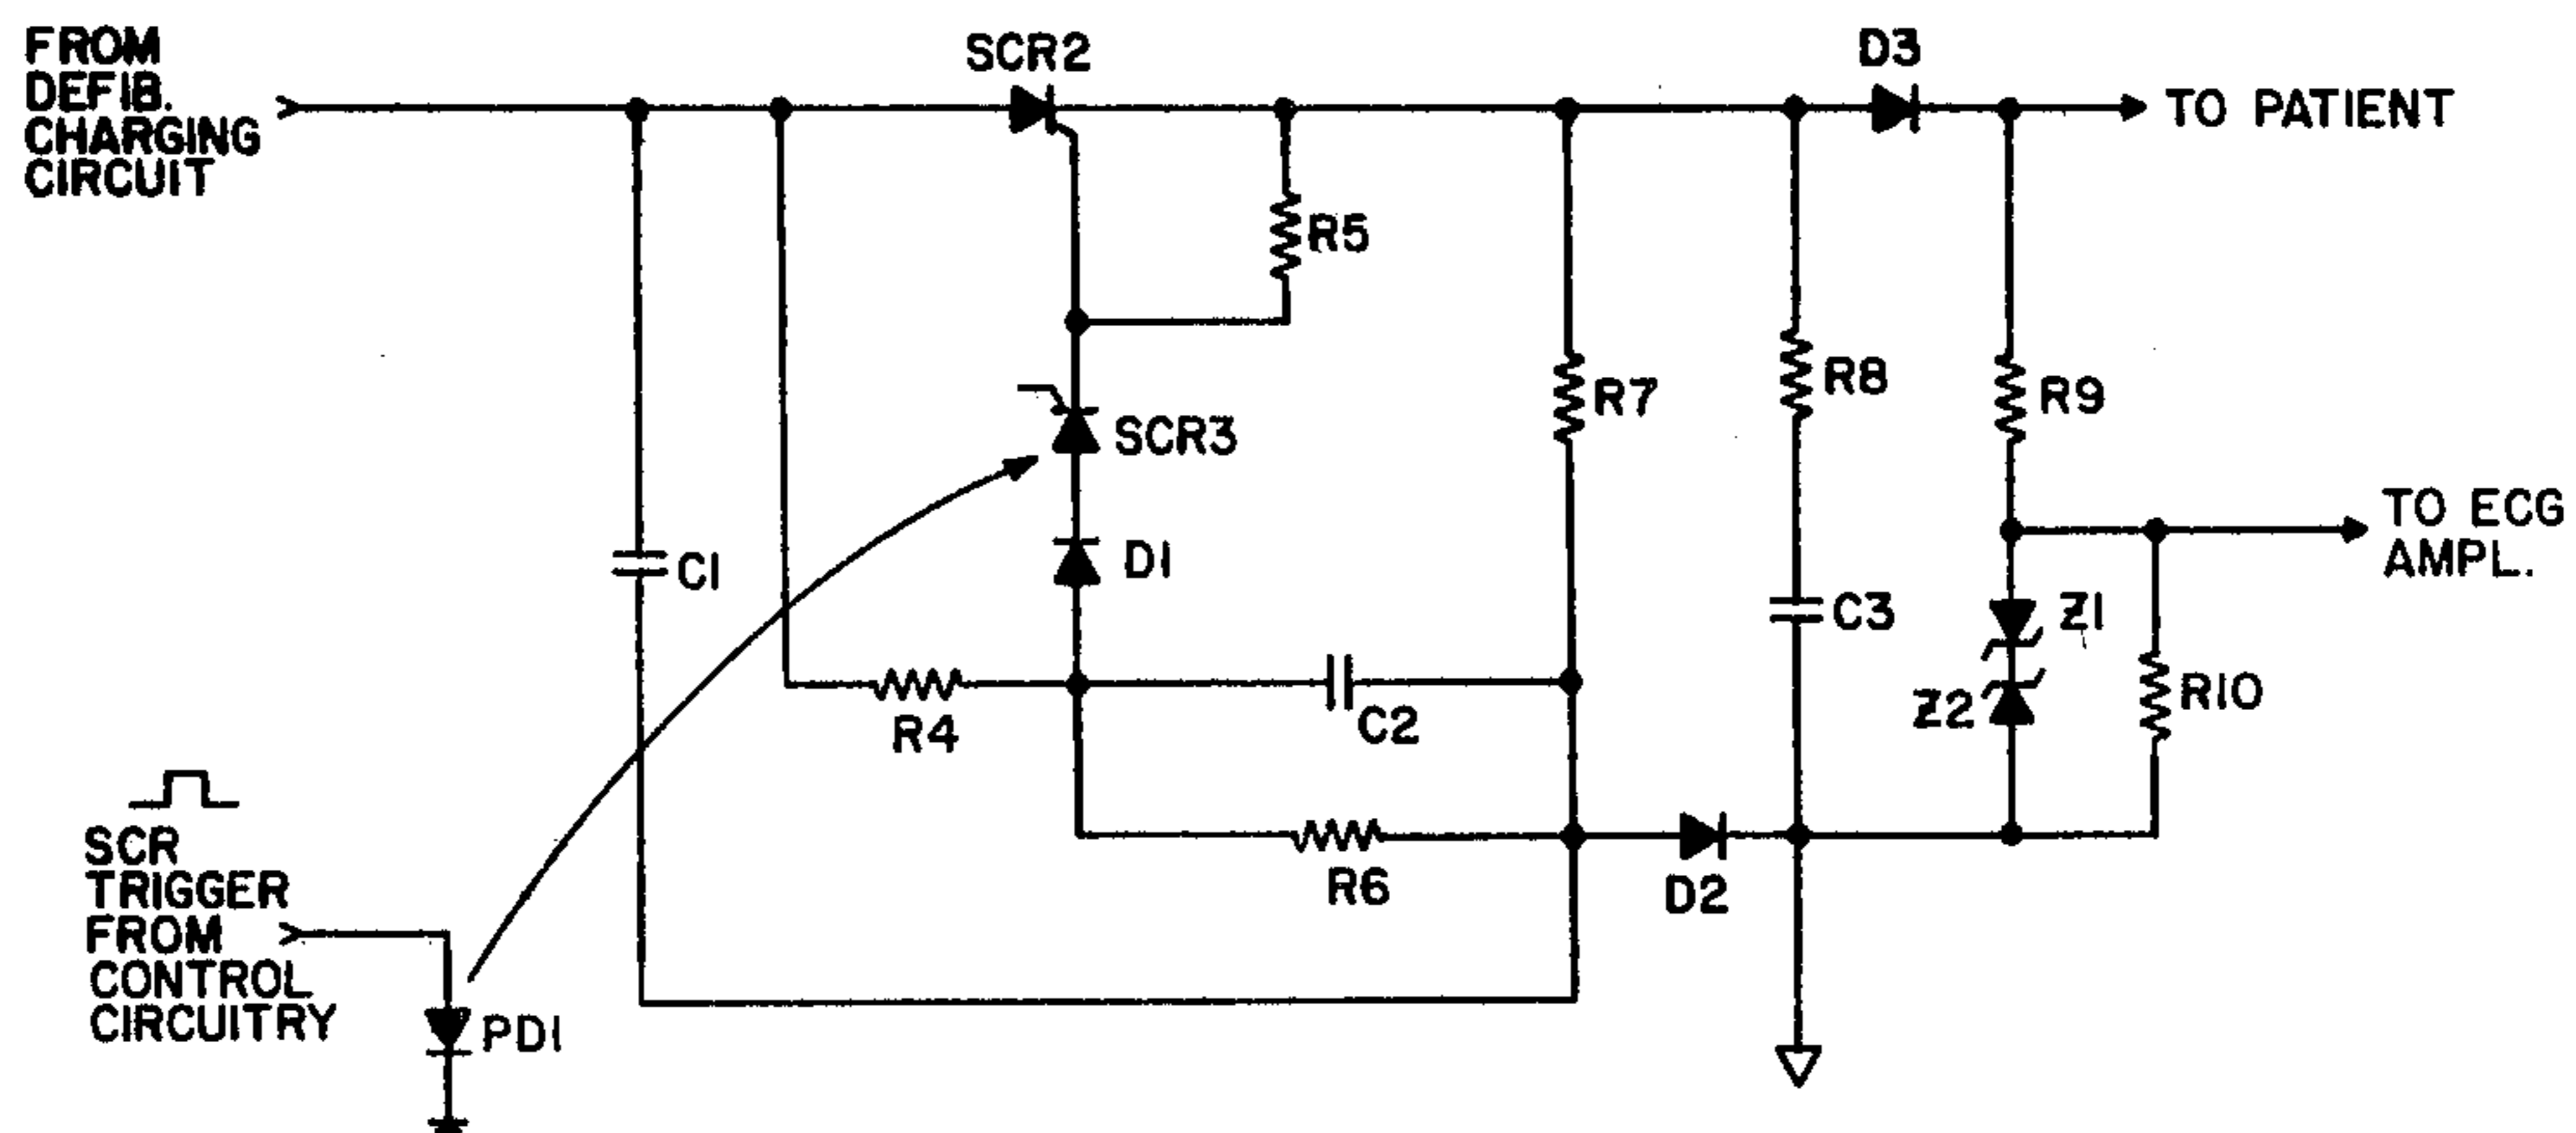 FROM
DEFIB.
CHARGING
CIRCUIT
SCR2
D3
TO PATIENT
R5
R7
R8
R9
SCR3
TO ECG
AMPL.
D1
C1
C3
Z1
Z2
R10
R4
C2
R6
D2
SCR
TRIGGER
FROM
CONTROL
CIRCUITRY
PD1